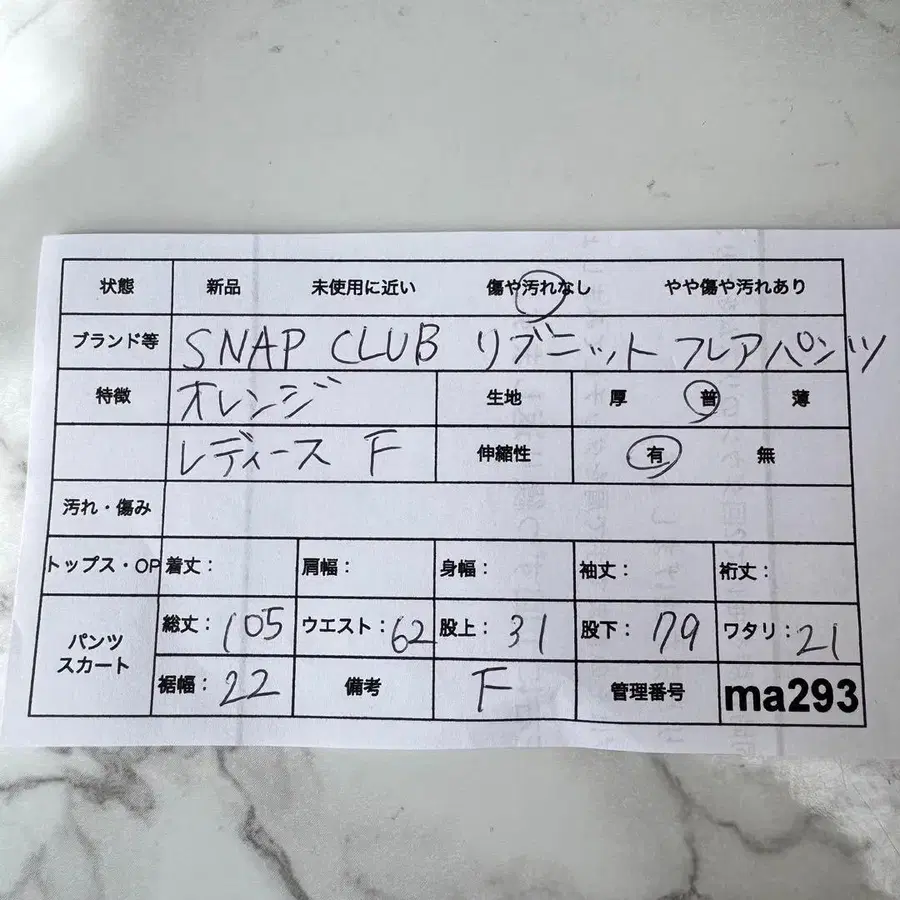 状態 新品 未使用に近い 傷や汚れなし やや傷や汚れあり
ブランド等 SNAP CLUB リブニット フレアパンツ
特徴 オレンジ 生地 厚 普 薄
レディース F 伸縮性 有 無
汚れ・傷み
トップス・OP 着丈: 肩幅: 身幅: 袖丈: 裄丈:
パンツ スカート 総丈: 105 ウエスト: 62 股上: 31 股下: 79 ワタリ: 21
裾幅: 22 備考 F 管理番号 ma293